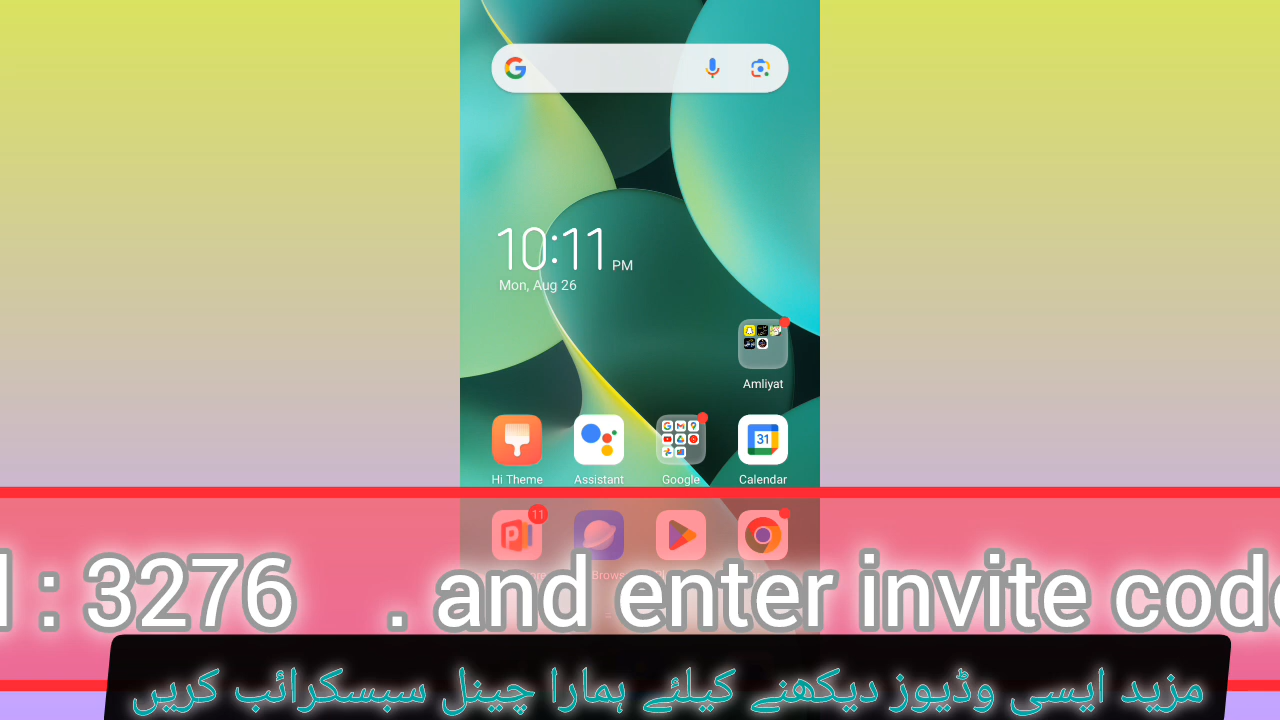 10:11 PM
Mon, Aug 26
Amliyat
Hi Theme Assistant Google Calendar
31
11
: 3276 . and enter invite code
مزید ایسی وڈیوز دیکھنے کیلئے ہمارا چینل سبسکرائب کریں